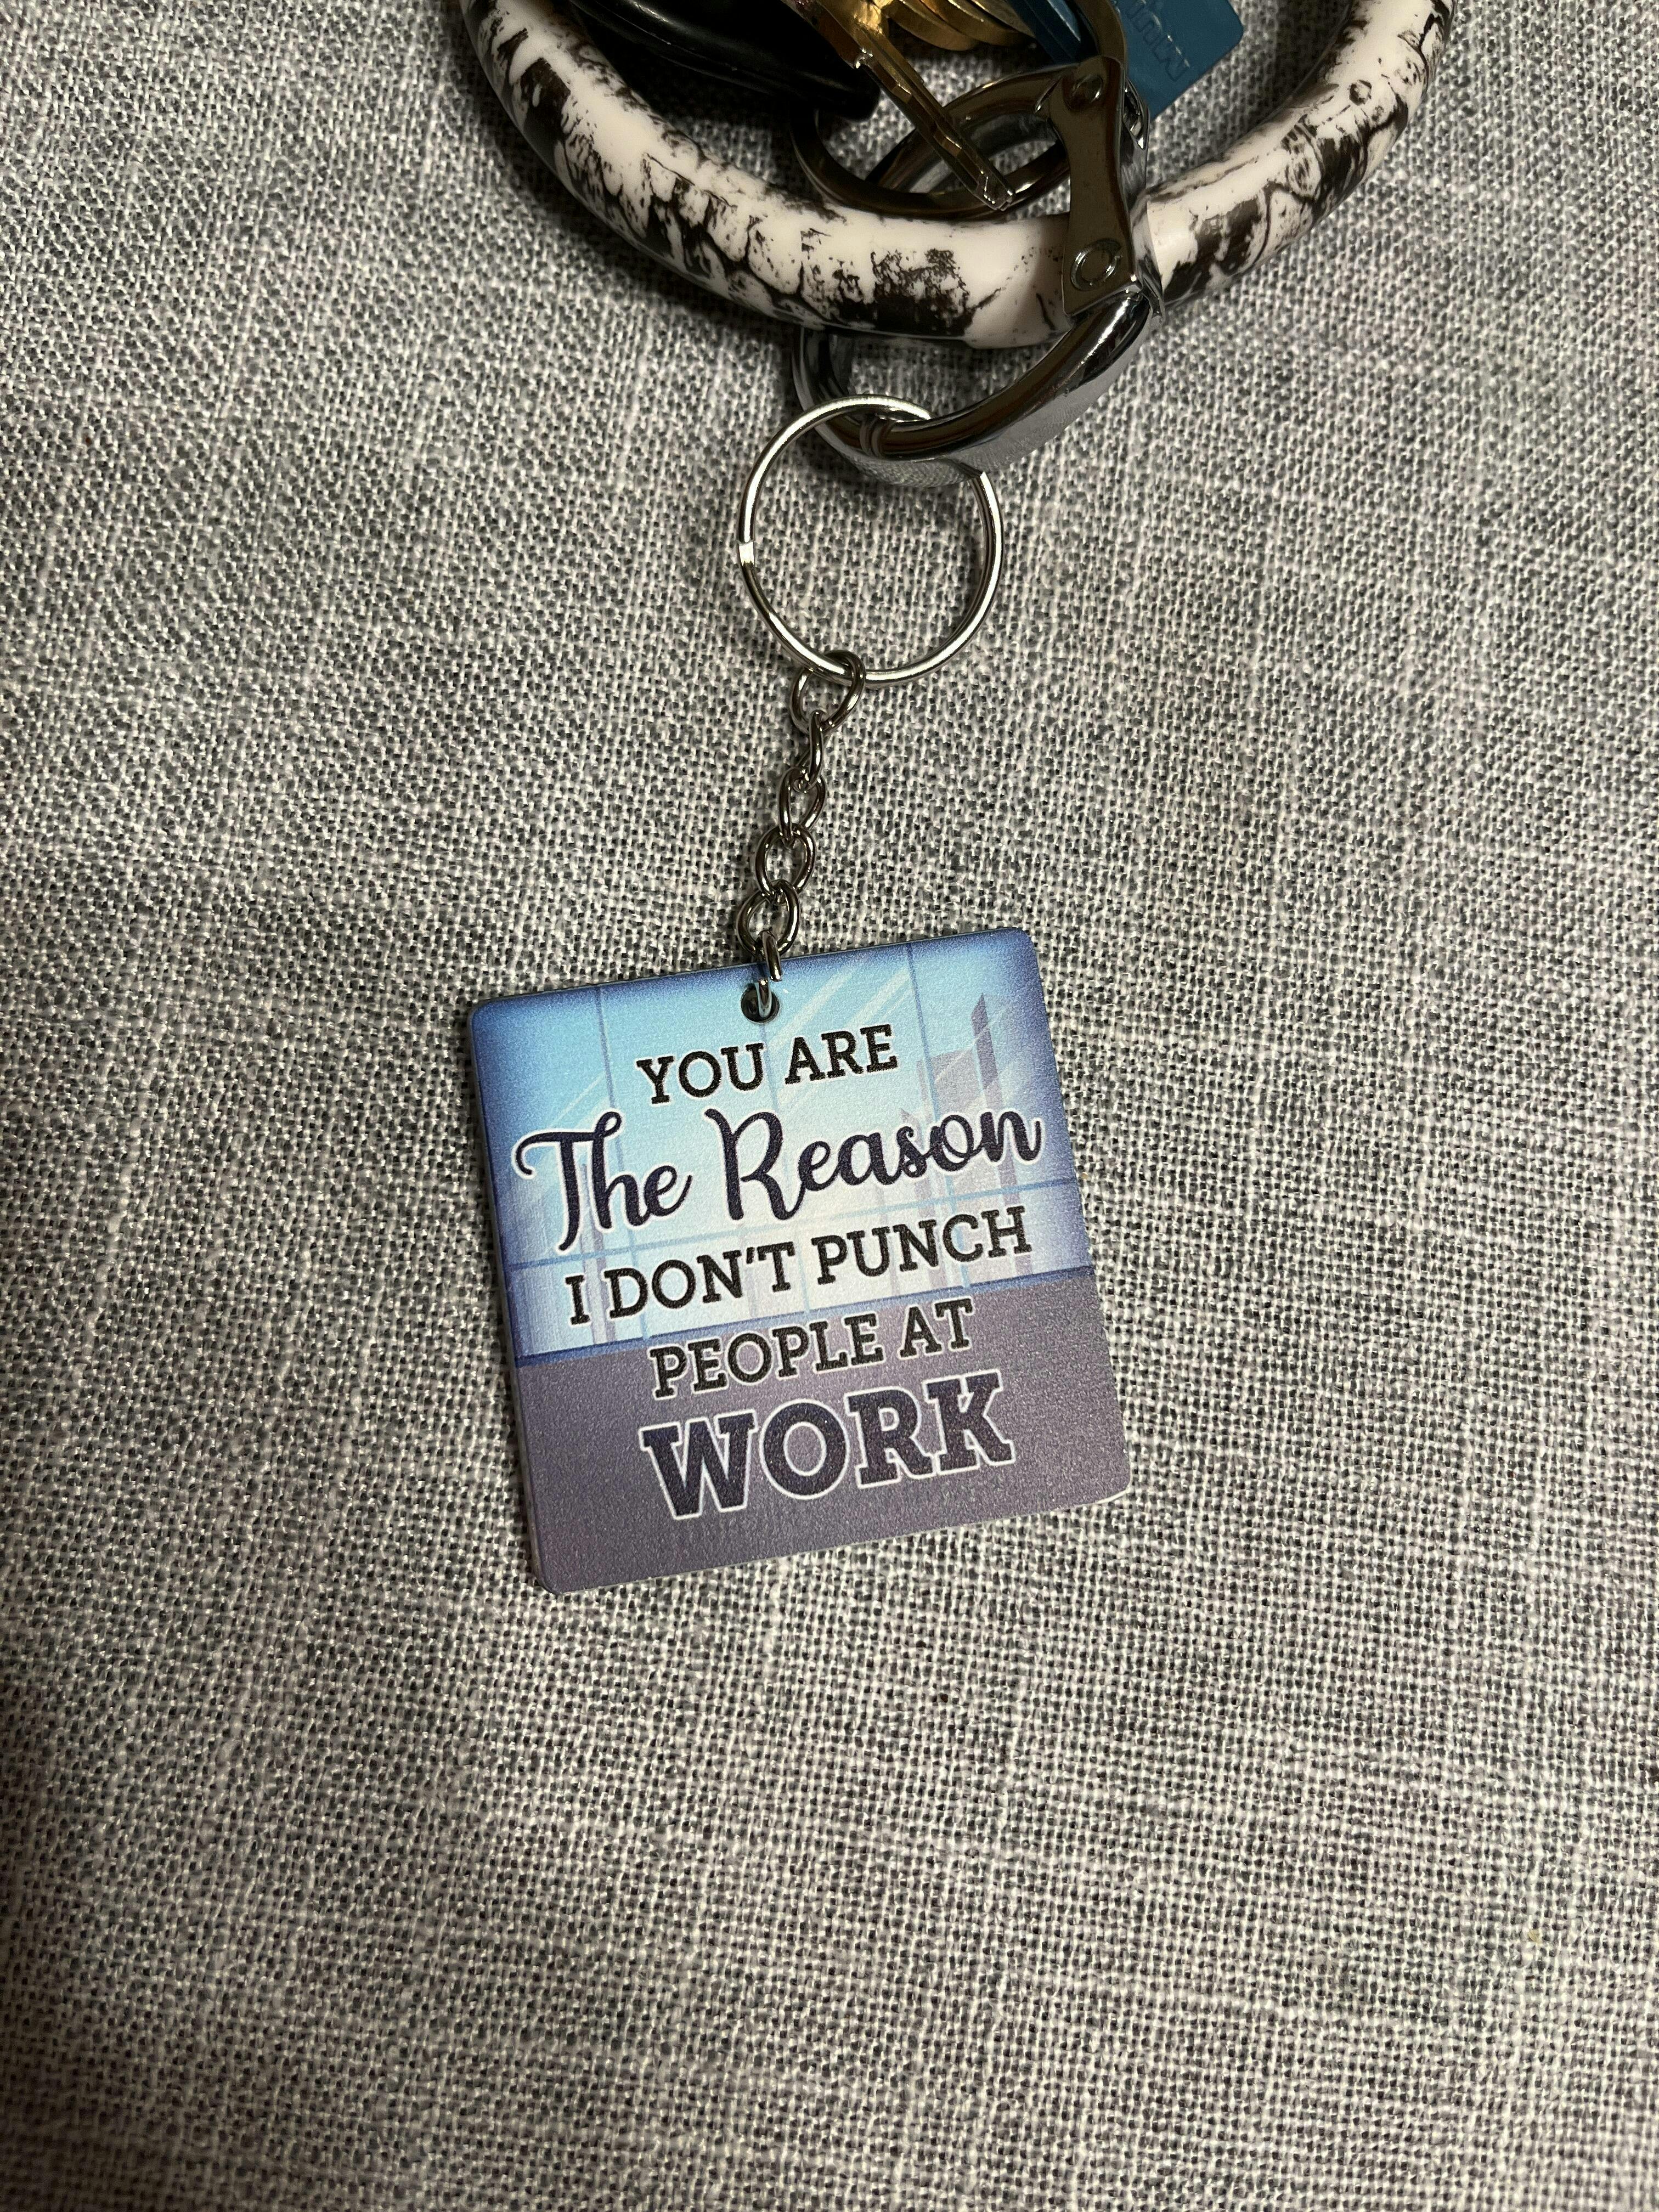 YOU ARE
The Reason
I DON'T PUNCH
PEOPLE AT
WORK